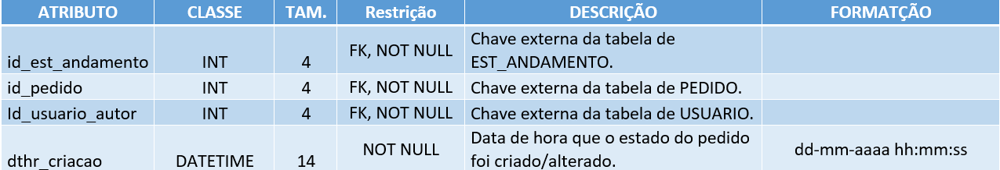 ATRIBUTO CLASSE TAM. Restrição DESCRIÇÃO FORMATÇÃO
id_est_andamento INT 4 FK, NOT NULL Chave externa da tabela de
EST_ANDAMENTO.
id_pedido INT 4 FK, NOT NULL Chave externa da tabela de PEDIDO.
Id_usuario_autor INT 4 FK, NOT NULL Chave externa da tabela de USUARIO.
dthr_criacao DATETIME 14 NOT NULL Data de hora que o estado do pedido
foi criado/alterado. dd-mm-aaaa hh:mm:ss